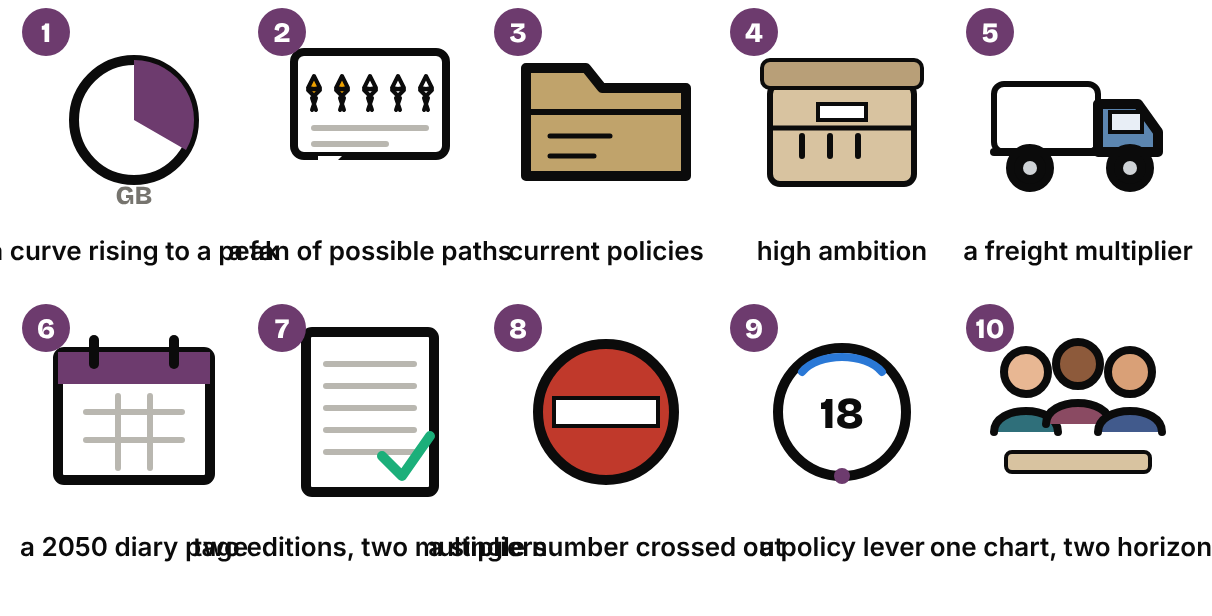 1
2
3
4
5
GB
a curve rising to a peak
a fan of possible paths
current policies
high ambition
a freight multiplier
6
7
8
9
10
18
a 2050 diary page
two editions, two multipliers
a single number crossed out
a policy lever
one chart, two horizon